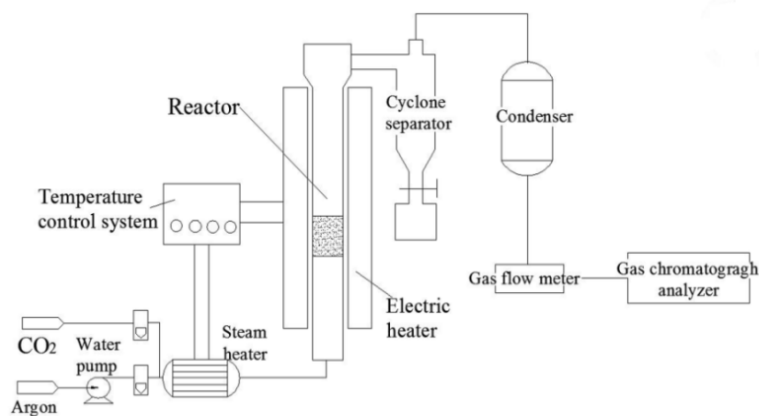 Reactor
Cyclone
separator
Condenser
Temperature
control system
Gas flow meter
Gas chromatogragh
analyzer
Electric
heater
Steam
heater
CO2
Water
pump
Argon